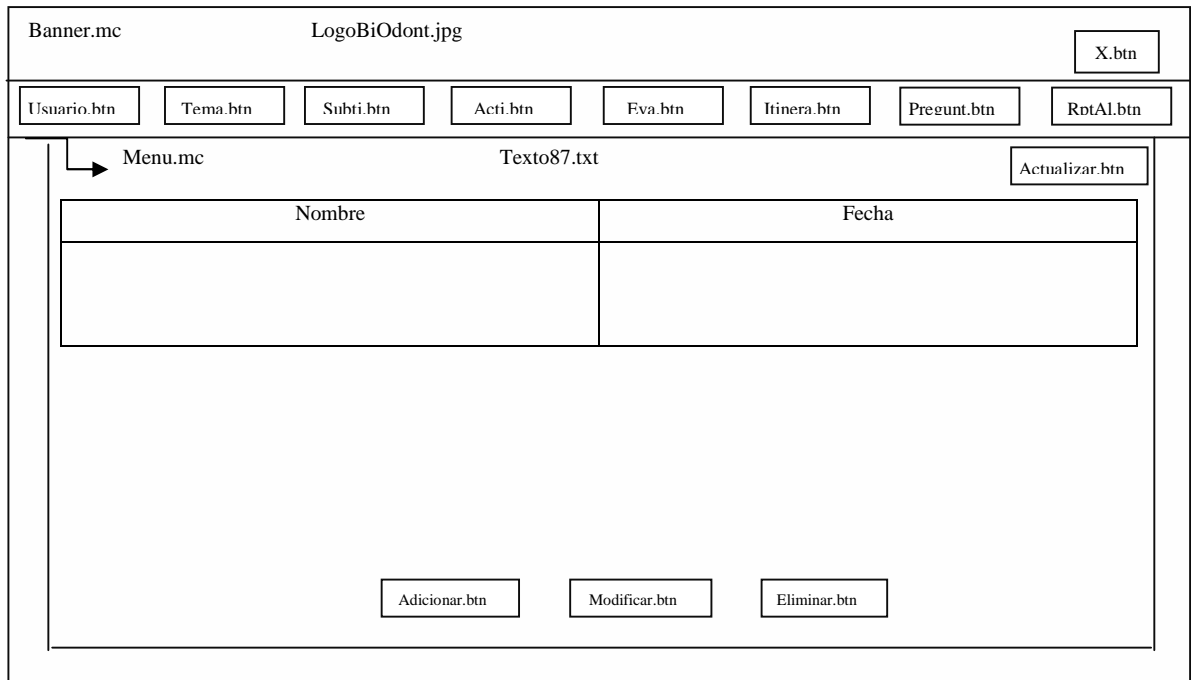 Banner.mc LogoBiOdont.jpg
X.btn
Usuario.btn Tema.btn Subti.btn Acti.btn Eva.btn Itinera.btn Pregunt.btn RptAl.btn
Menu.mc Texto87.txt
Actualizar.btn
Nombre Fecha
Adicionar.btn Modificar.btn Eliminar.btn